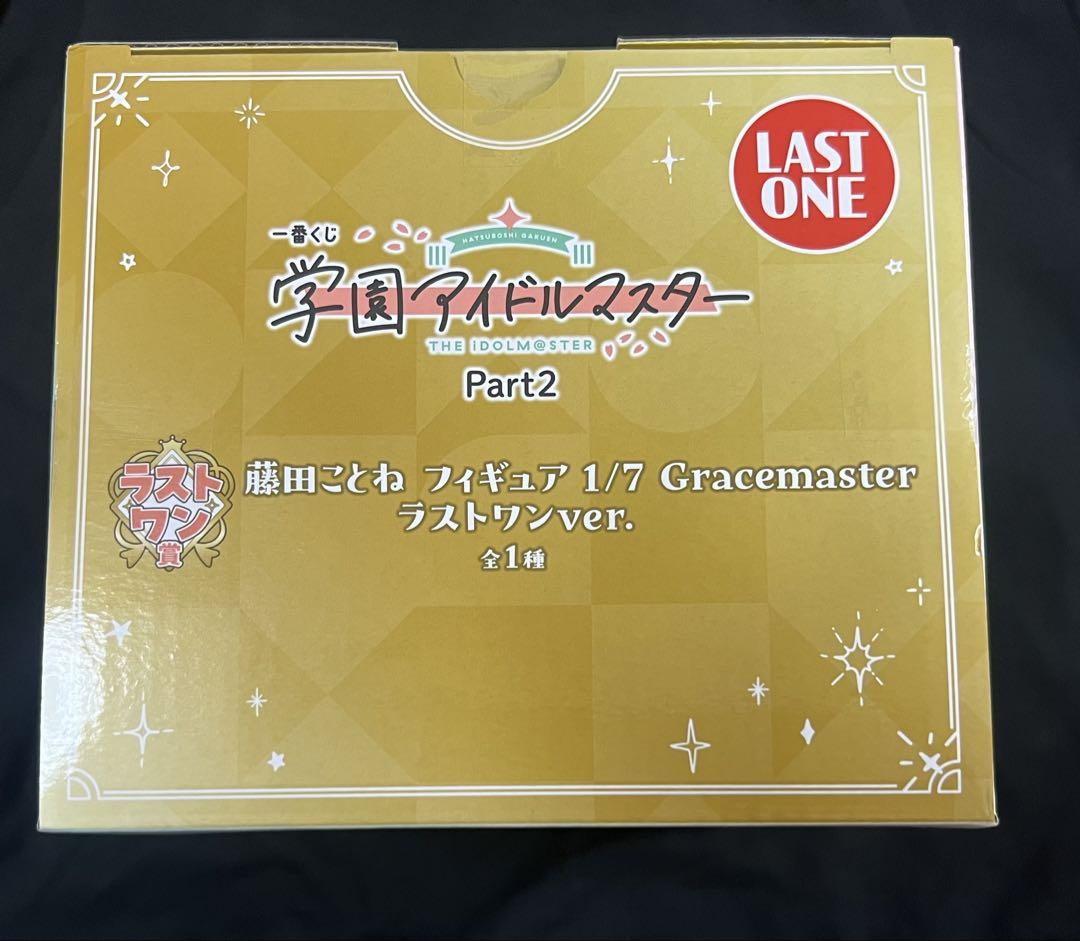 LAST
ONE
一番くじ
HATSUBOSHI GAKUEN
学園アイドルマスター
THE iDOLM@STER
Part2
ラスト
ワン
賞
藤田ことね フィギュア 1/7 Gracemaster
ラストワンver.
全1種